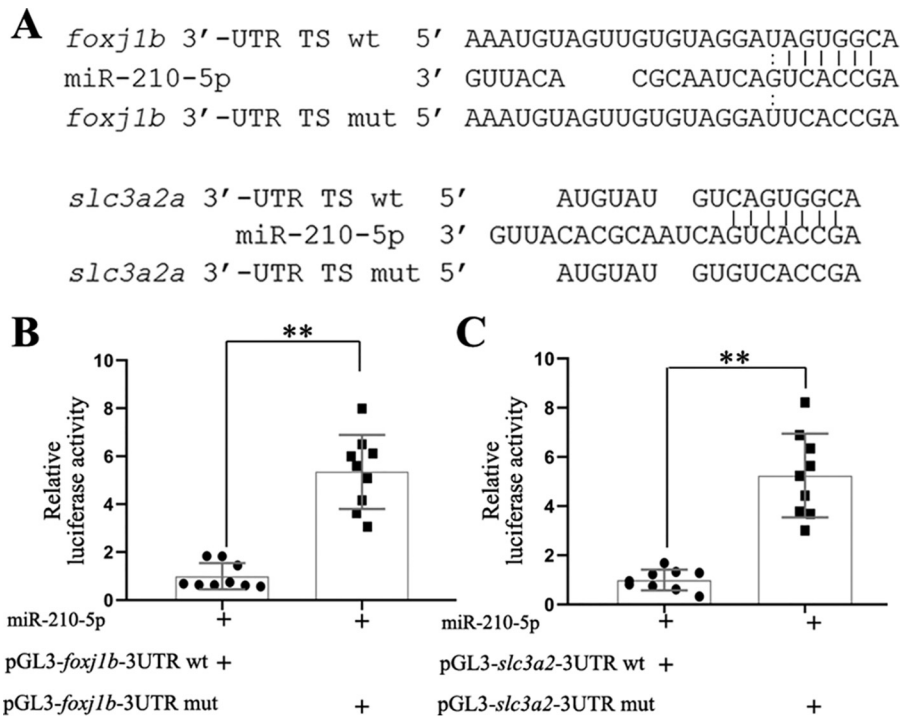 A
foxj1b 3′-UTR TS wt 5′ AAAUGUAGUUGUGUAGGAUAGUGGCA
miR-210-5p 3′ GUUACA CGCAAUCAGUCACCGA
foxj1b 3′-UTR TS mut 5′ AAAUGUAGUUGUGUAGGAUUCACCGA
slc3a2a 3′-UTR TS wt 5′ AUGUAU GUCAGUGGCA
miR-210-5p 3′ GUUACACGCAAUCAGUCACCGA
slc3a2a 3′-UTR TS mut 5′ AUGUAU GUGUCACCGA
B
**
Relative
luciferase activity
10
8
6
4
2
0
miR-210-5p + +
pGL3-foxj1b-3UTR wt +
pGL3-foxj1b-3UTR mut +
C
**
Relative
luciferase activity
10
8
6
4
2
0
miR-210-5p + +
pGL3-slc3a2-3UTR wt +
pGL3-slc3a2-3UTR mut +